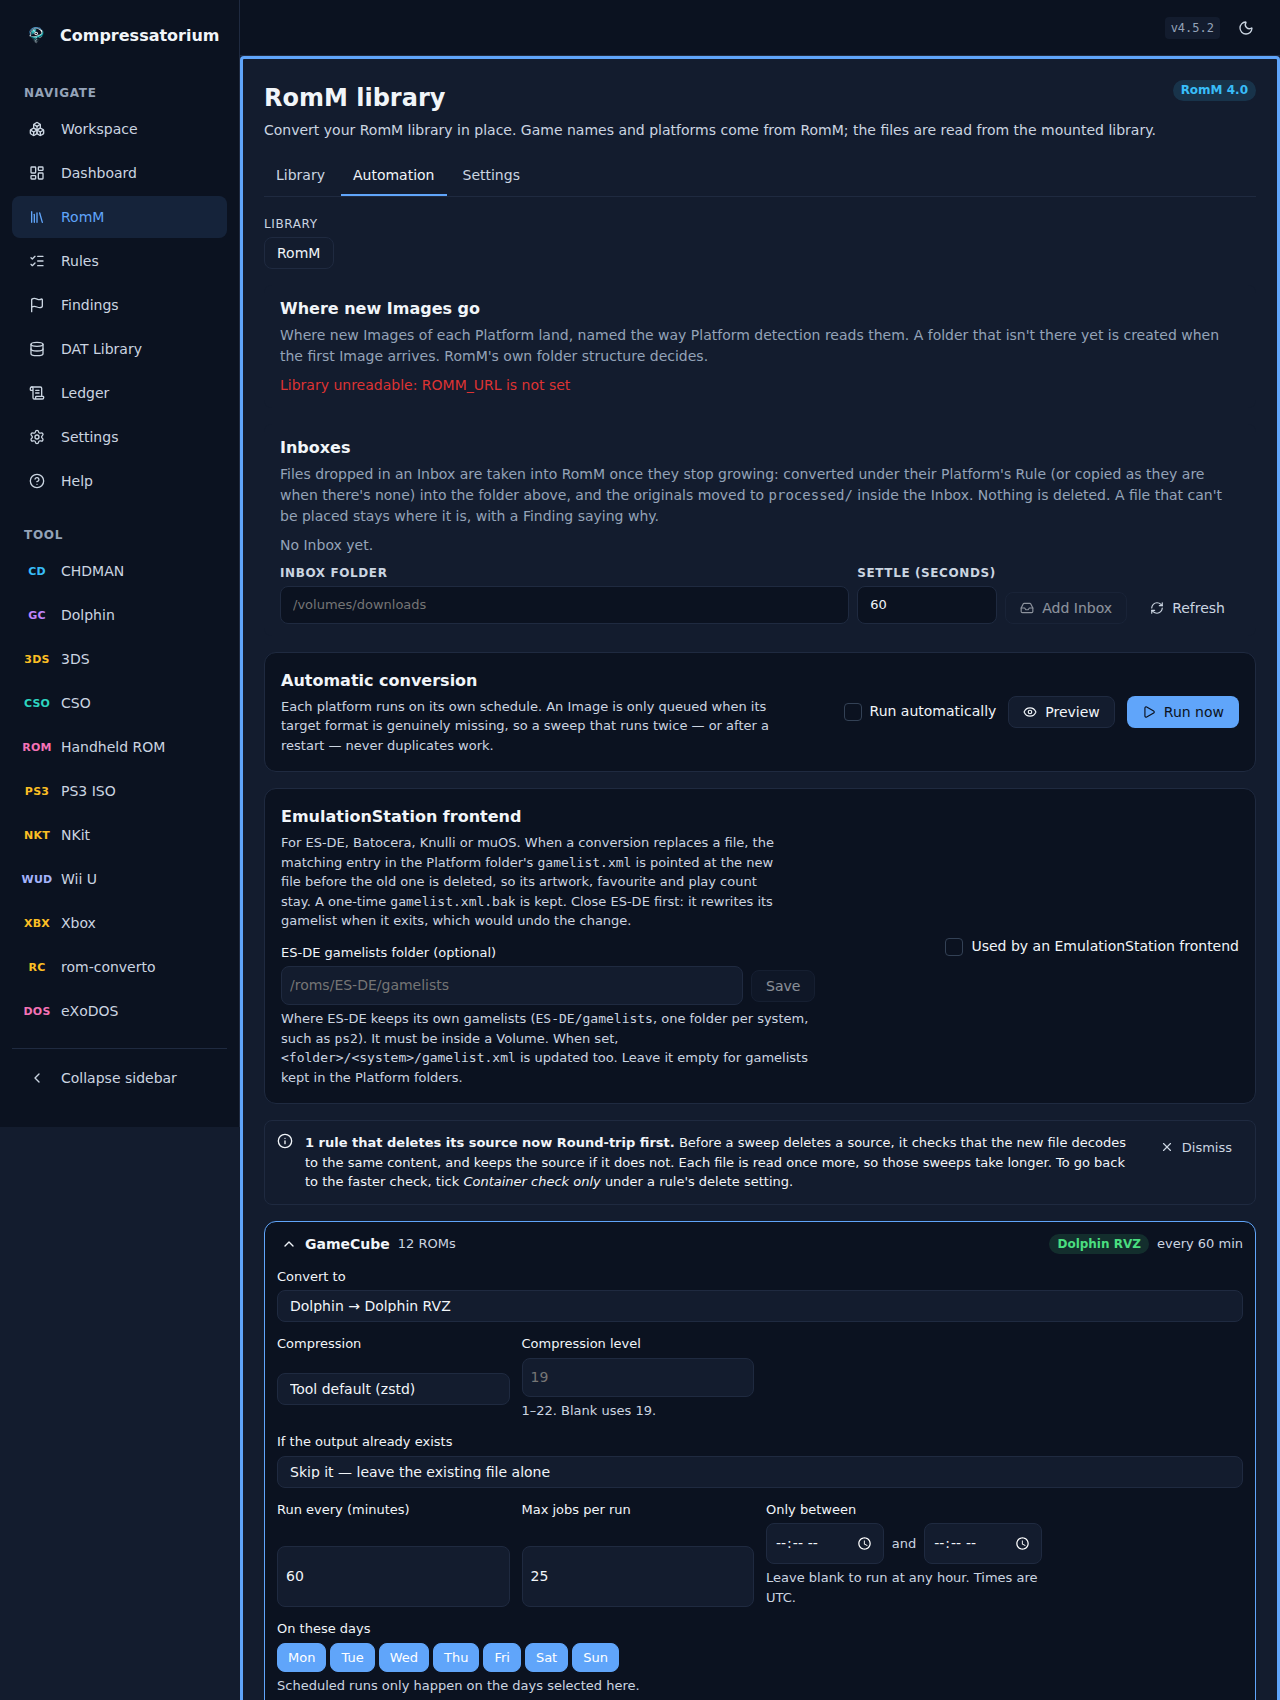 Compressatorium
v4.5.2
NAVIGATE
Workspace
Dashboard
RomM
Rules
Findings
DAT Library
Ledger
Settings
Help
TOOL
CD CHDMAN
GC Dolphin
3DS 3DS
CSO CSO
ROM Handheld ROM
PS3 PS3 ISO
NKT NKit
WUD Wii U
XBX Xbox
RC rom-converto
DOS eXoDOS
Collapse sidebar
RomM library
RomM 4.0
Convert your RomM library in place. Game names and platforms come from RomM; the files are read from the mounted library.
Library Automation Settings
LIBRARY
RomM
Where new Images go
Where new Images of each Platform land, named the way Platform detection reads them. A folder that isn't there yet is created when
the first Image arrives. RomM's own folder structure decides.
Library unreadable: ROMM_URL is not set
Inboxes
Files dropped in an Inbox are taken into RomM once they stop growing: converted under their Platform's Rule (or copied as they are
when there's none) into the folder above, and the originals moved to processed/ inside the Inbox. Nothing is deleted. A file that can't
be placed stays where it is, with a Finding saying why.
No Inbox yet.
INBOX FOLDER SETTLE (SECONDS)
/volumes/downloads 60 Add Inbox Refresh
Automatic conversion
Each platform runs on its own schedule. An Image is only queued when its
target format is genuinely missing, so a sweep that runs twice — or after a
restart — never duplicates work.
Run automatically Preview Run now
EmulationStation frontend
For ES-DE, Batocera, Knulli or muOS. When a conversion replaces a file, the
matching entry in the Platform folder's gamelist.xml is pointed at the new
file before the old one is deleted, so its artwork, favourite and play count
stay. A one-time gamelist.xml.bak is kept. Close ES-DE first: it rewrites its
gamelist when it exits, which would undo the change.
ES-DE gamelists folder (optional)
/roms/ES-DE/gamelists Save
Where ES-DE keeps its own gamelists (ES-DE/gamelists, one folder per system,
such as ps2). It must be inside a Volume. When set,
<folder>/<system>/gamelist.xml is updated too. Leave it empty for gamelists
kept in the Platform folders.
Used by an EmulationStation frontend
1 rule that deletes its source now Round-trip first. Before a sweep deletes a source, it checks that the new file decodes
to the same content, and keeps the source if it does not. Each file is read once more, so those sweeps take longer. To go back
to the faster check, tick Container check only under a rule's delete setting.
Dismiss
GameCube 12 ROMs Dolphin RVZ every 60 min
Convert to
Dolphin → Dolphin RVZ
Compression Compression level
Tool default (zstd) 19
1–22. Blank uses 19.
If the output already exists
Skip it — leave the existing file alone
Run every (minutes) Max jobs per run Only between
60 25 --:-- -- and --:-- --
Leave blank to run at any hour. Times are
UTC.
On these days
Mon Tue Wed Thu Fri Sat Sun
Scheduled runs only happen on the days selected here.